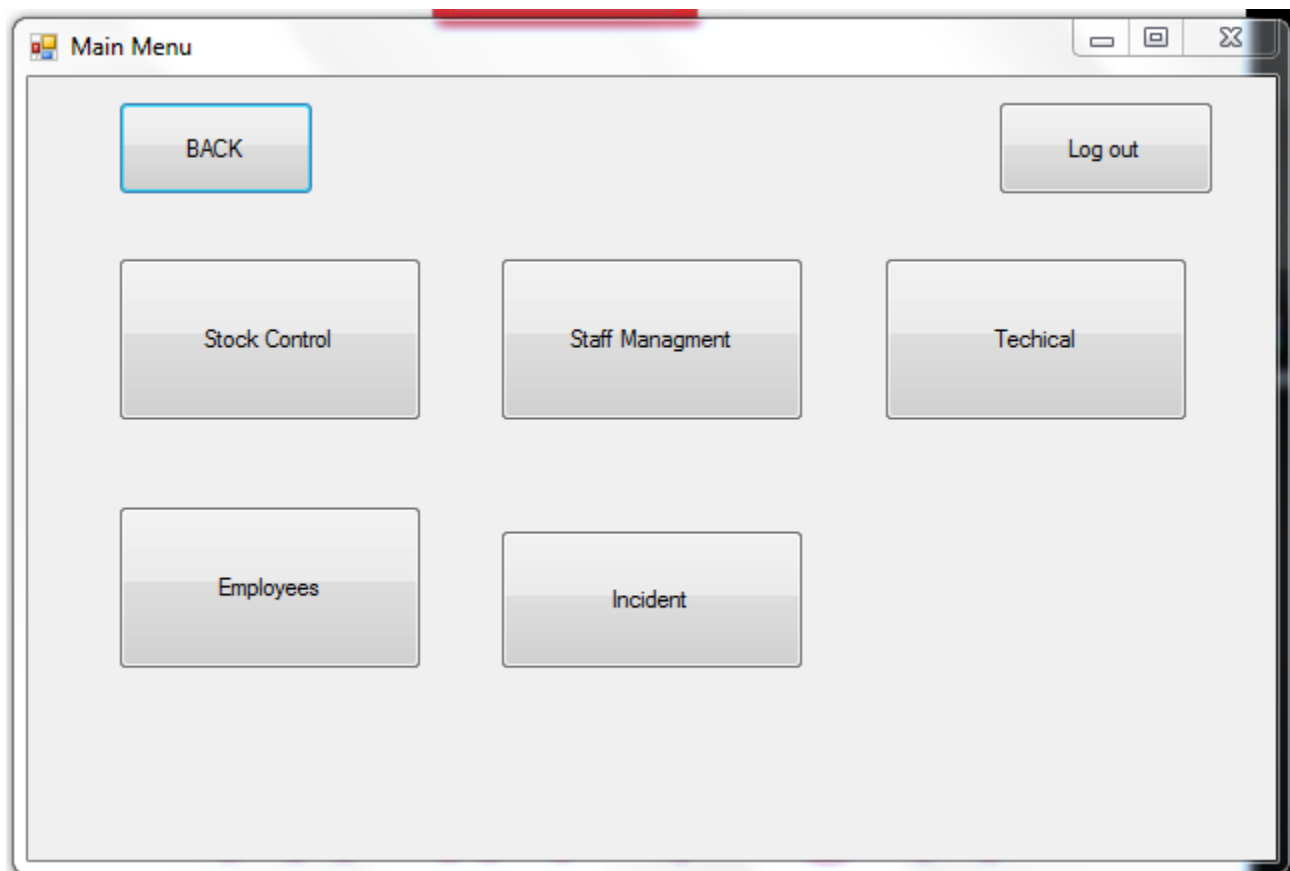 Main Menu
BACK
Log out
Stock Control
Staff Managment
Techical
Employees
Incident